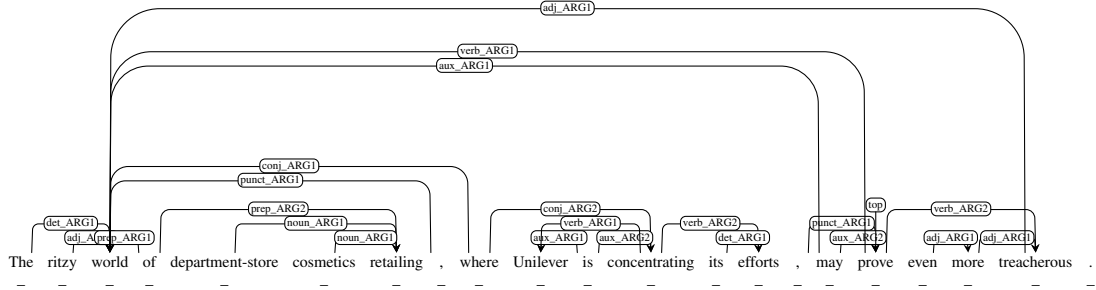 adj_ARG1
verb_ARG1
aux_ARG1
conj_ARG1
punct_ARG1
top
prep_ARG2 conj_ARG2 verb_ARG2
det_ARG1 noun_ARG1 verb_ARG1 verb_ARG2 punct_ARG1
adj_A prep_ARG1 noun_ARG1 aux_ARG1 aux_ARG2 det_ARG1 aux_ARG2 adj_ARG1 adj_ARG1
The ritzy world of department-store cosmetics retailing , where Unilever is concentrating its efforts , may prove even more treacherous .
_ _ _ _ _ _ _ _ _ _ _ _ _ _ _ _ _ _ _ _ _